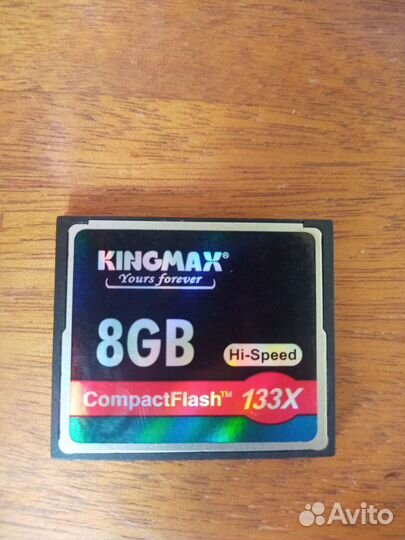 KINGMAX®
Yours forever
8GB
Hi-Speed
CompactFlash™ 133X
Avito